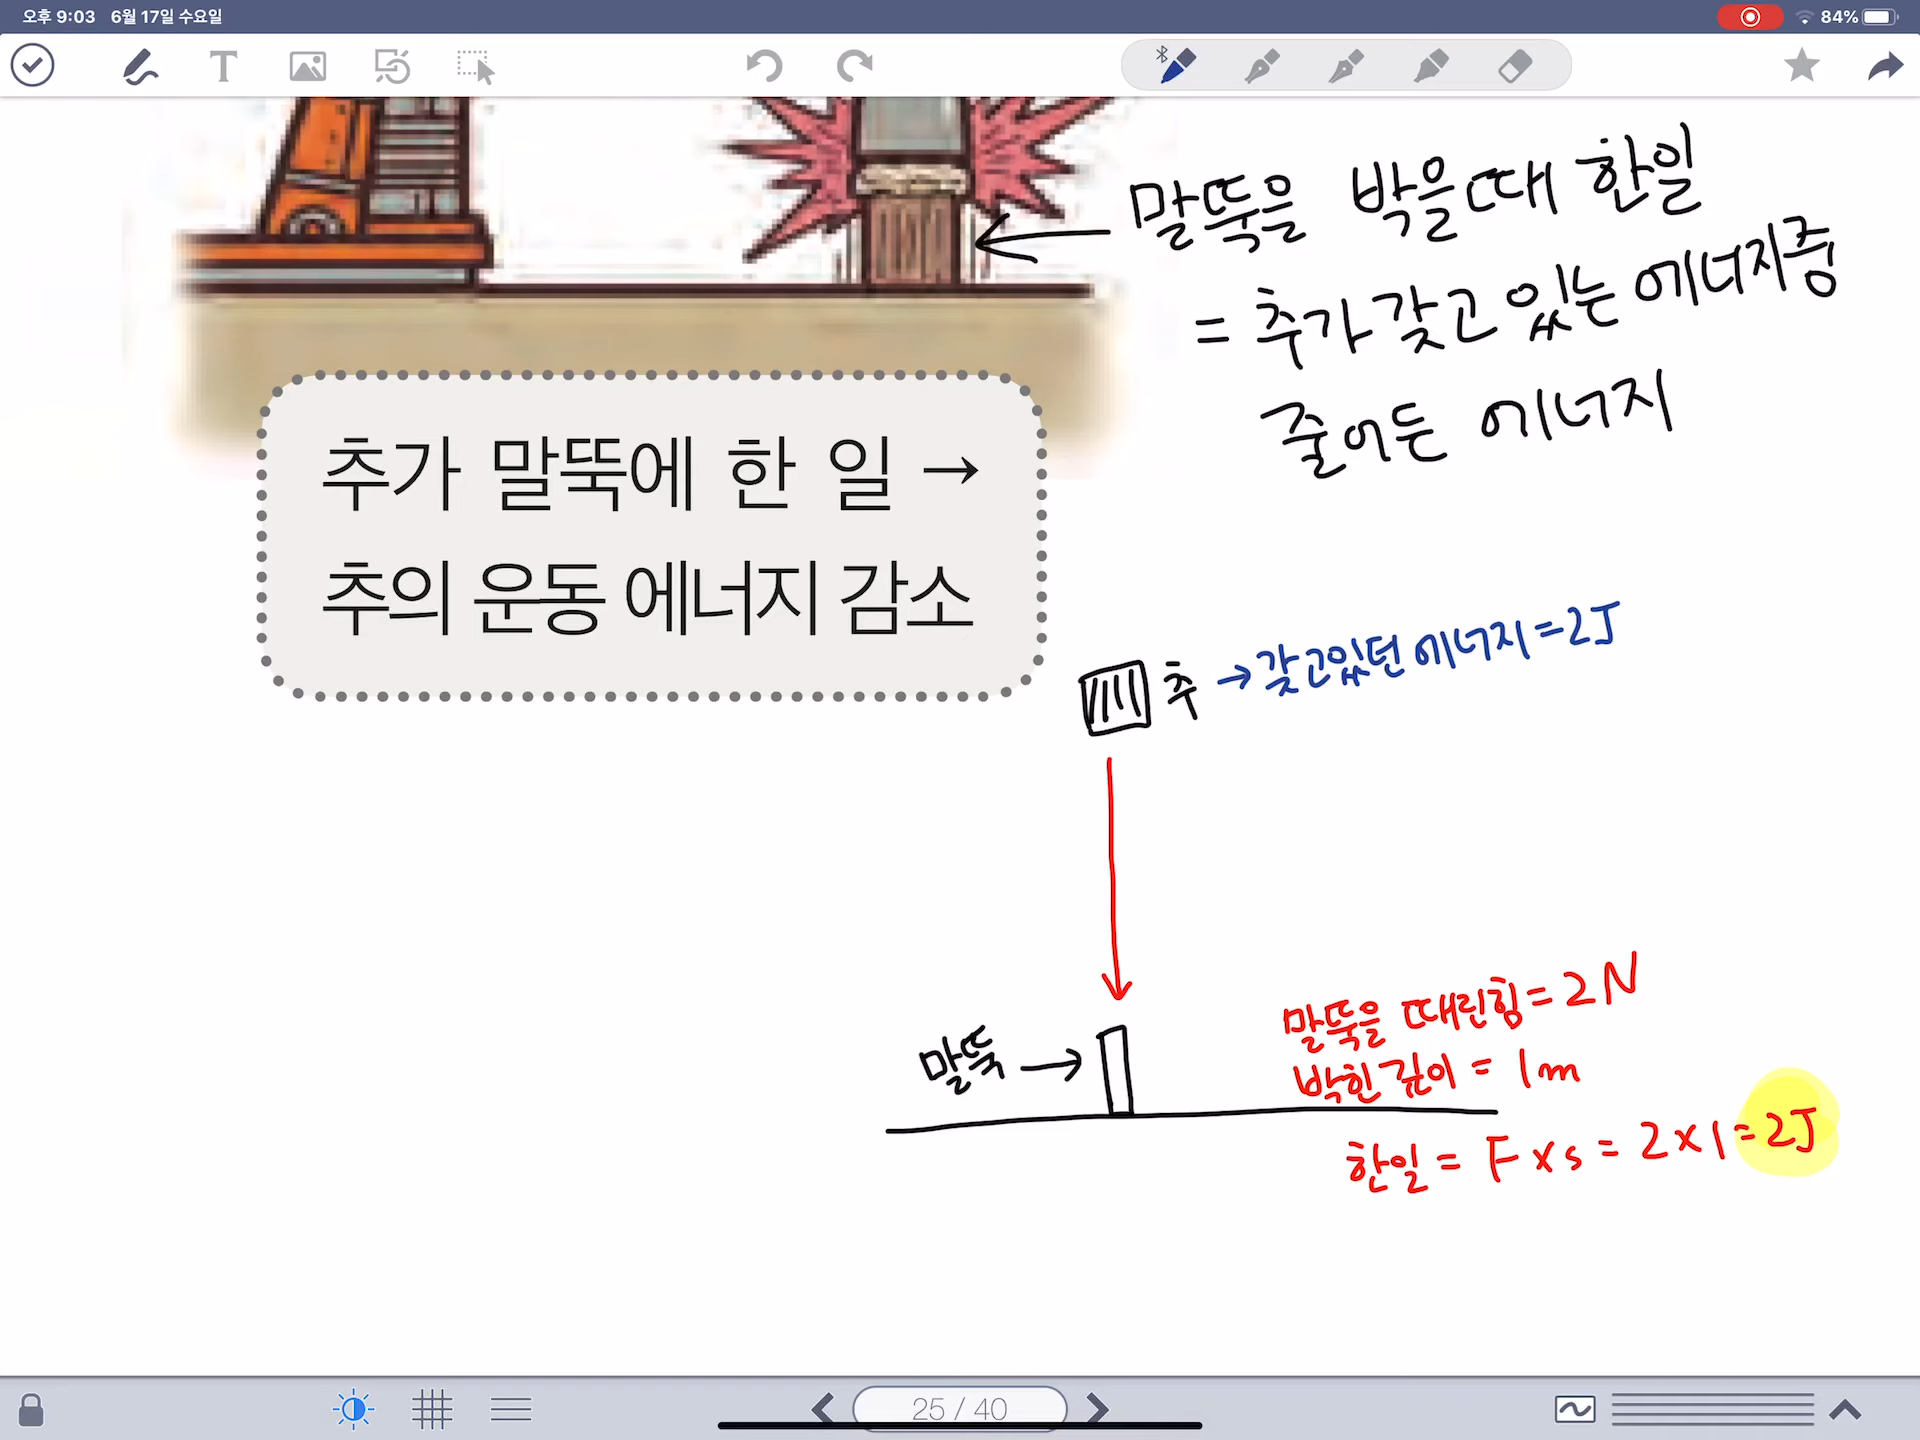 오후 9:03 6월 17일 수요일
84%
말뚝을 박을때 한일
= 추가 갖고 있는 에너지중
줄어든 에너지
추가 말뚝에 한 일 →
추의 운동 에너지 감소
추 → 갖고있던 에너지 = 2J
말뚝을 때린힘 = 2N
말뚝 →
박힌 깊이 = 1m
한일 = F x s = 2 x 1 = 2J
25 / 40